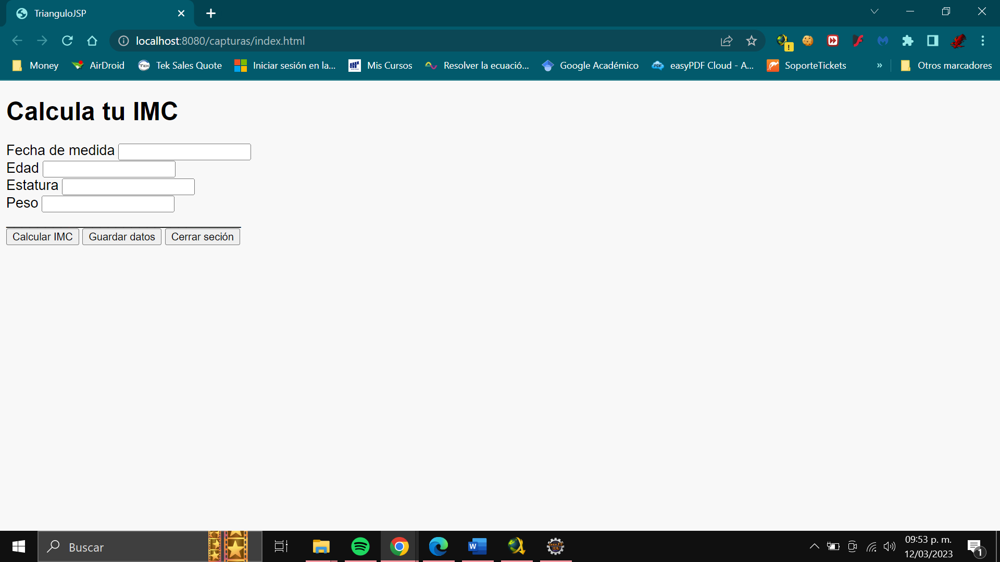 TrianguloJSP
localhost:8080/capturas/index.html
Money AirDroid Tek Sales Quote Iniciar sesión en la... Mis Cursos Resolver la ecuació... Google Académico easyPDF Cloud - A... SoporteTickets » Otros marcadores
Calcula tu IMC
Fecha de medida
Edad
Estatura
Peso
Calcular IMC Guardar datos Cerrar seción
Buscar
09:53 p. m.
12/03/2023
1